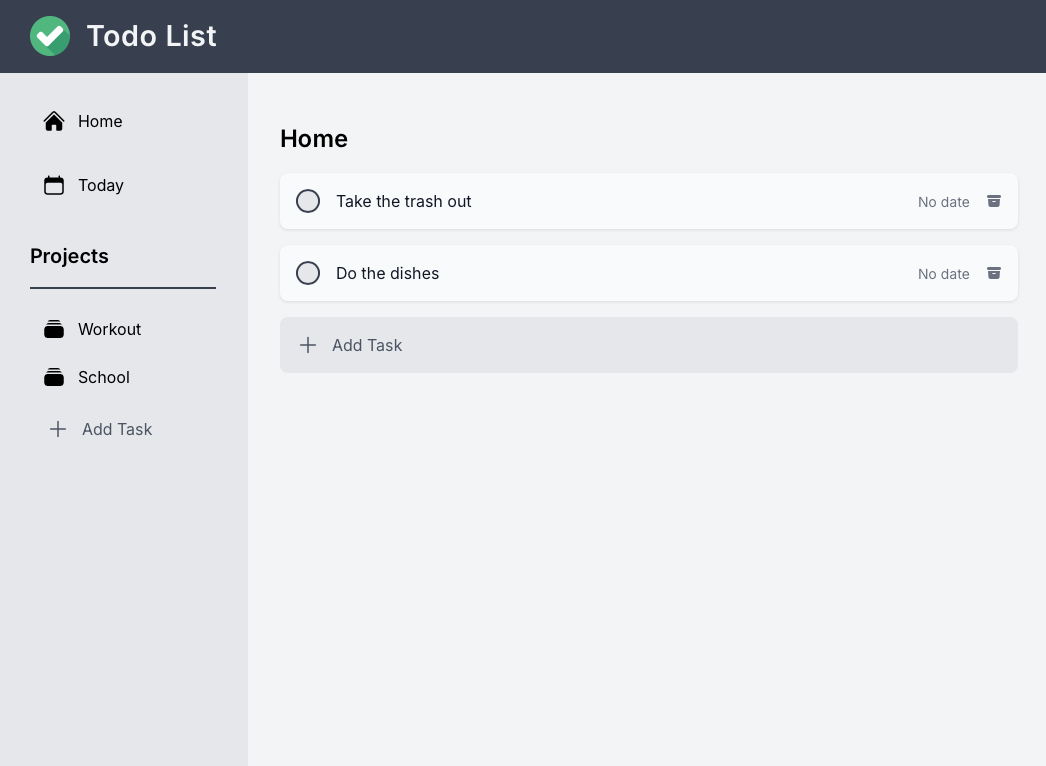 Todo List
Home
Today
Projects
Workout
School
Add Task
Home
Take the trash out No date
Do the dishes No date
Add Task